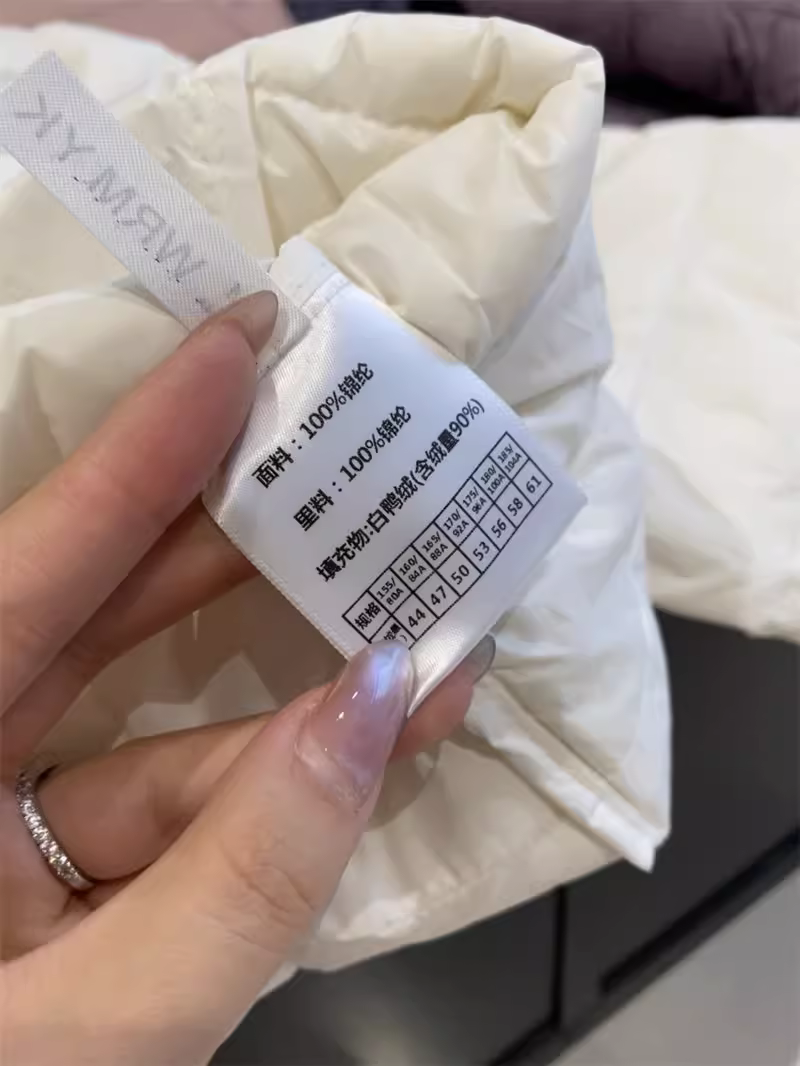 WRM.YK
面料：100%锦纶
里料：100%锦纶
填充物:白鸭绒(含绒量90%)
规格 155/80A 160/84A 165/88A 170/92A 175/96A 180/100A 185/104A
44 47 50 53 56 58 61